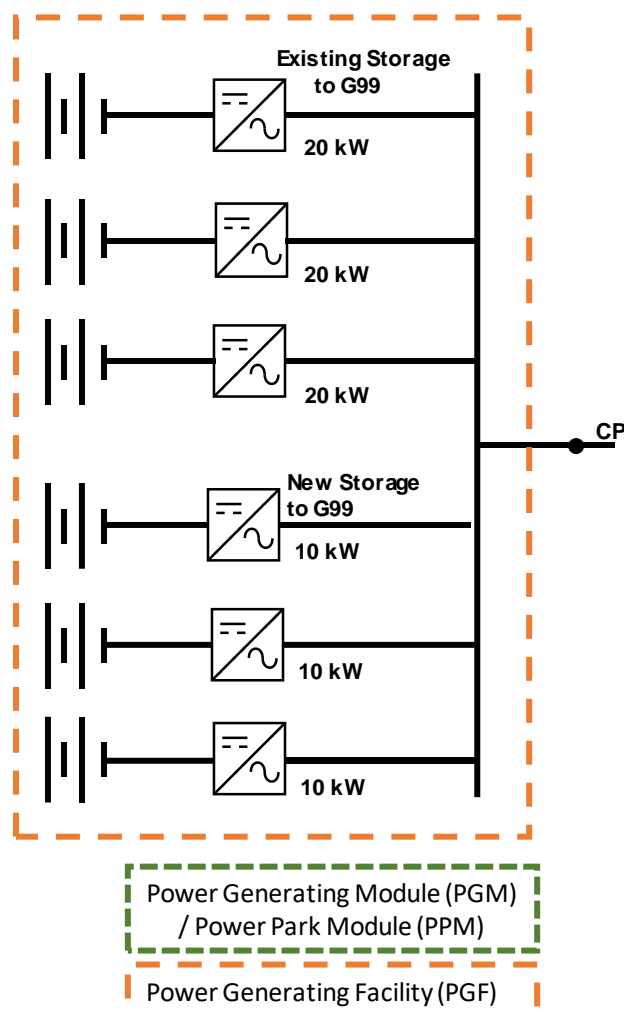 Existing Storage
to G99
20 kW
20 kW
20 kW
CP
New Storage
to G99
10 kW
10 kW
10 kW
Power Generating Module (PGM)
/ Power Park Module (PPM)
Power Generating Facility (PGF)